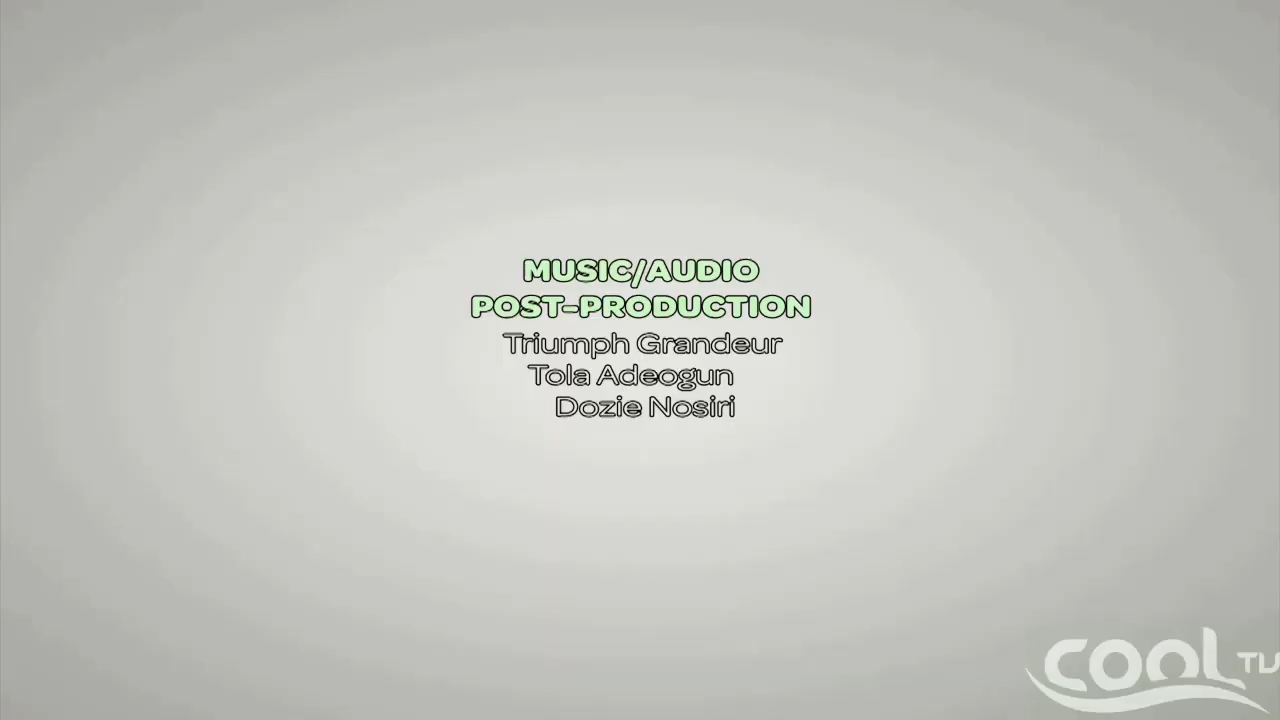 MUSIC/AUDIO
POST-PRODUCTION
Triumph Grandeur
Tola Adeogun
Dozie Nosiri
cool TV